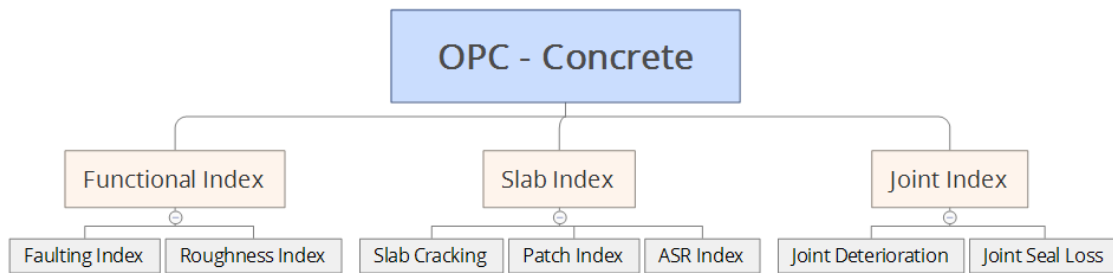 OPC - Concrete
Functional Index
Slab Index
Joint Index
Faulting Index
Roughness Index
Slab Cracking
Patch Index
ASR Index
Joint Deterioration
Joint Seal Loss